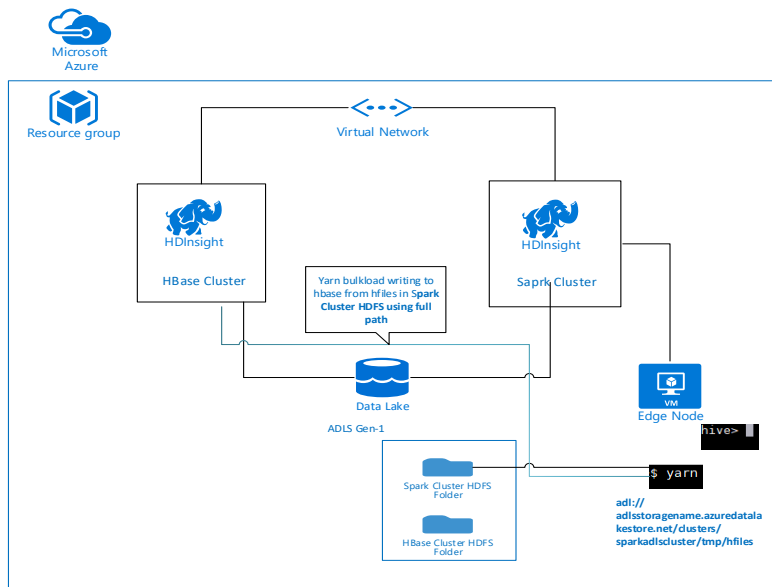 Microsoft
Azure
Resource group
Virtual Network
HDInsight
HBase Cluster
HDInsight
Saprk Cluster
Yarn bulkload writing to
hbase from hfiles in Spark
Cluster HDFS using full
path
Data Lake
ADLS Gen-1
VM
Edge Node
hive>
Spark Cluster HDFS
Folder
HBase Cluster HDFS
Folder
$ yarn
adl://
adlsstoragename.azuredatala
kestore.net/clusters/
sparkadlscluster/tmp/hfiles